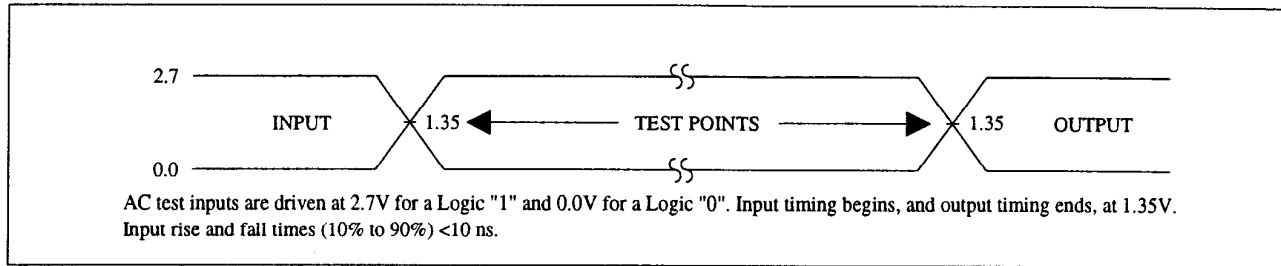 2.7
INPUT 1.35 TEST POINTS 1.35 OUTPUT
0.0
AC test inputs are driven at 2.7V for a Logic "1" and 0.0V for a Logic "0". Input timing begins, and output timing ends, at 1.35V.
Input rise and fall times (10% to 90%) <10 ns.